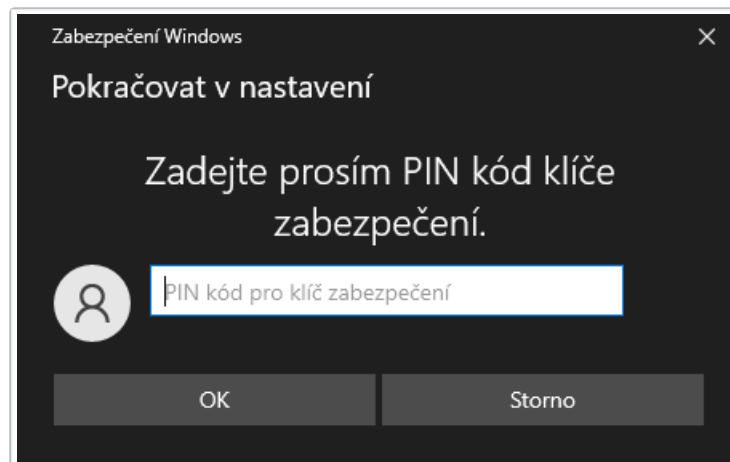 Zabezpečení Windows
Pokračovat v nastavení
Zadejte prosím PIN kód klíče
zabezpečení.
PIN kód pro klíč zabezpečení
OK
Storno